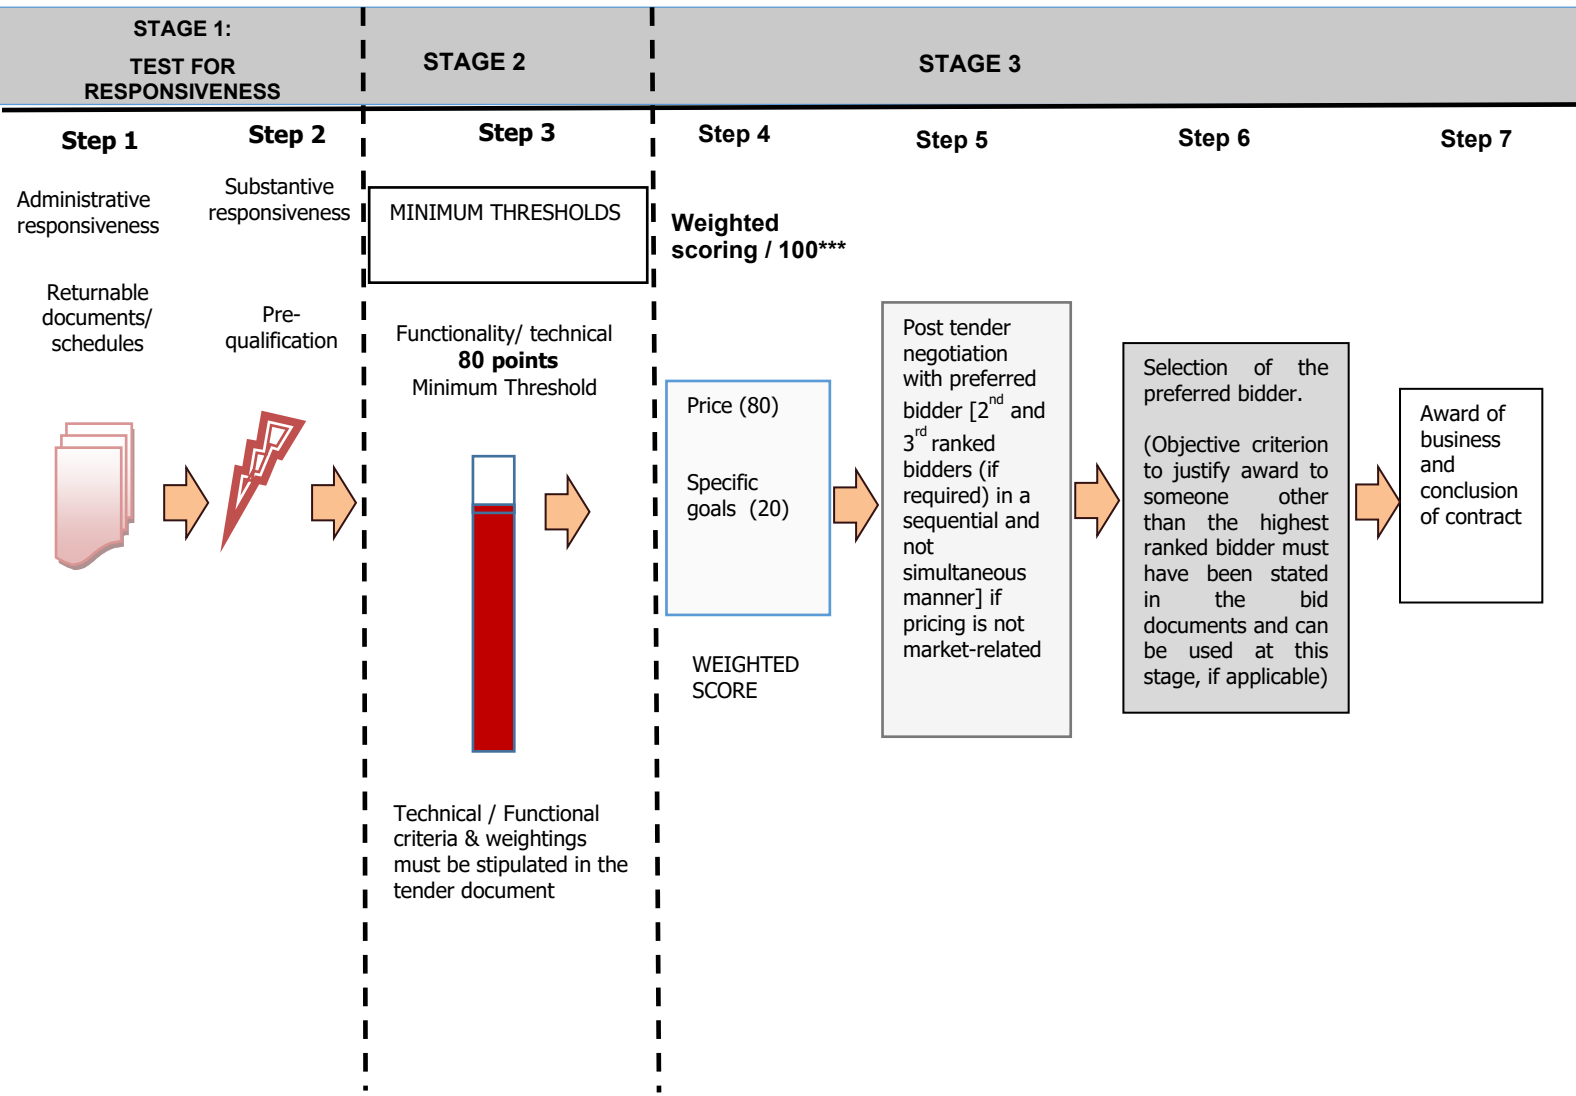 STAGE 1:
TEST FOR
RESPONSIVENESS
STAGE 2
STAGE 3
Step 1
Step 2
Step 3
Step 4
Step 5
Step 6
Step 7
Administrative
responsiveness
Returnable
documents/
schedules
Substantive
responsiveness
Pre-
qualification
MINIMUM THRESHOLDS
Functionality/ technical
80 points
Minimum Threshold
Technical / Functional
criteria & weightings
must be stipulated in the
tender document
Weighted
scoring / 100***
Price (80)
Specific
goals (20)
WEIGHTED
SCORE
Post tender
negotiation
with preferred
bidder [2nd and
3rd ranked
bidders (if
required) in a
sequential and
not
simultaneous
manner] if
pricing is not
market-related
Selection of the
preferred bidder.
(Objective criterion
to justify award to
someone other
than the highest
ranked bidder must
have been stated
in the bid
documents and can
be used at this
stage, if applicable)
Award of
business
and
conclusion
of contract